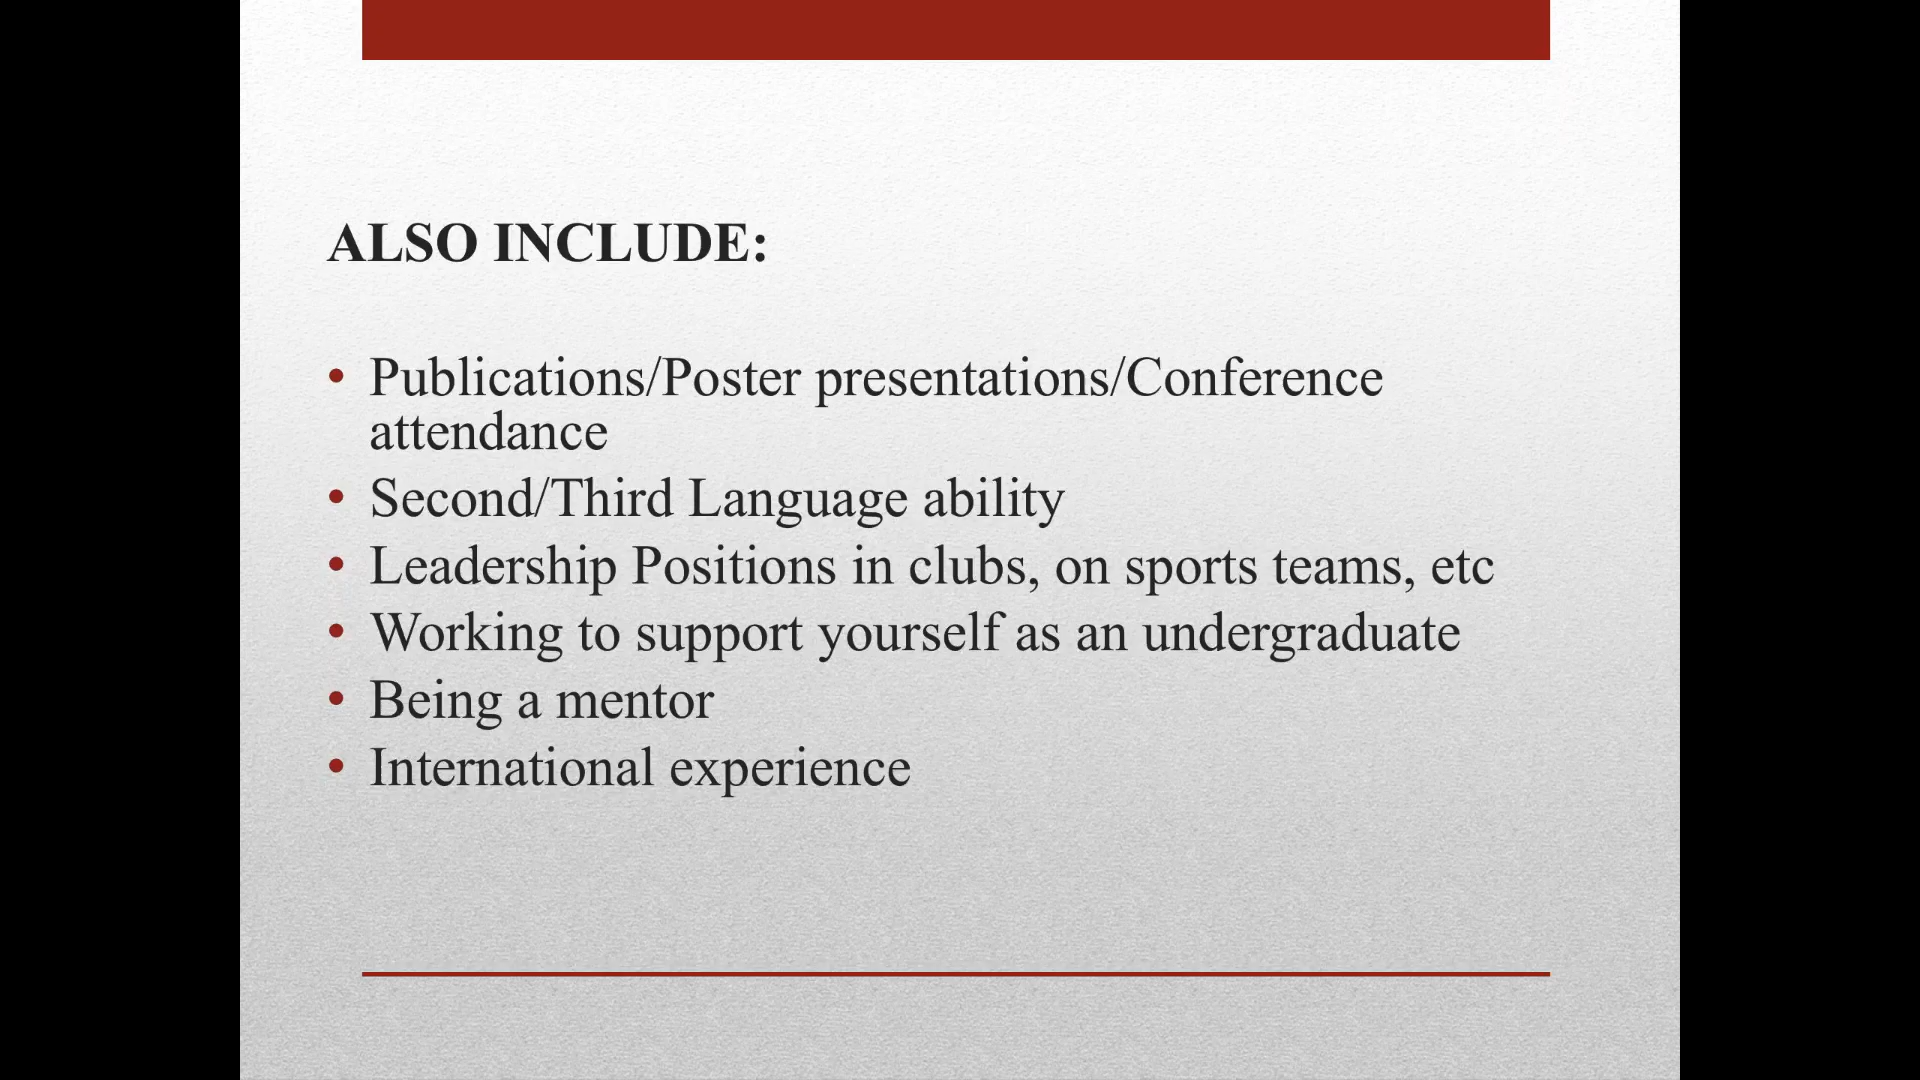 ALSO INCLUDE:
• Publications/Poster presentations/Conference
attendance
• Second/Third Language ability
• Leadership Positions in clubs, on sports teams, etc
• Working to support yourself as an undergraduate
• Being a mentor
• International experience